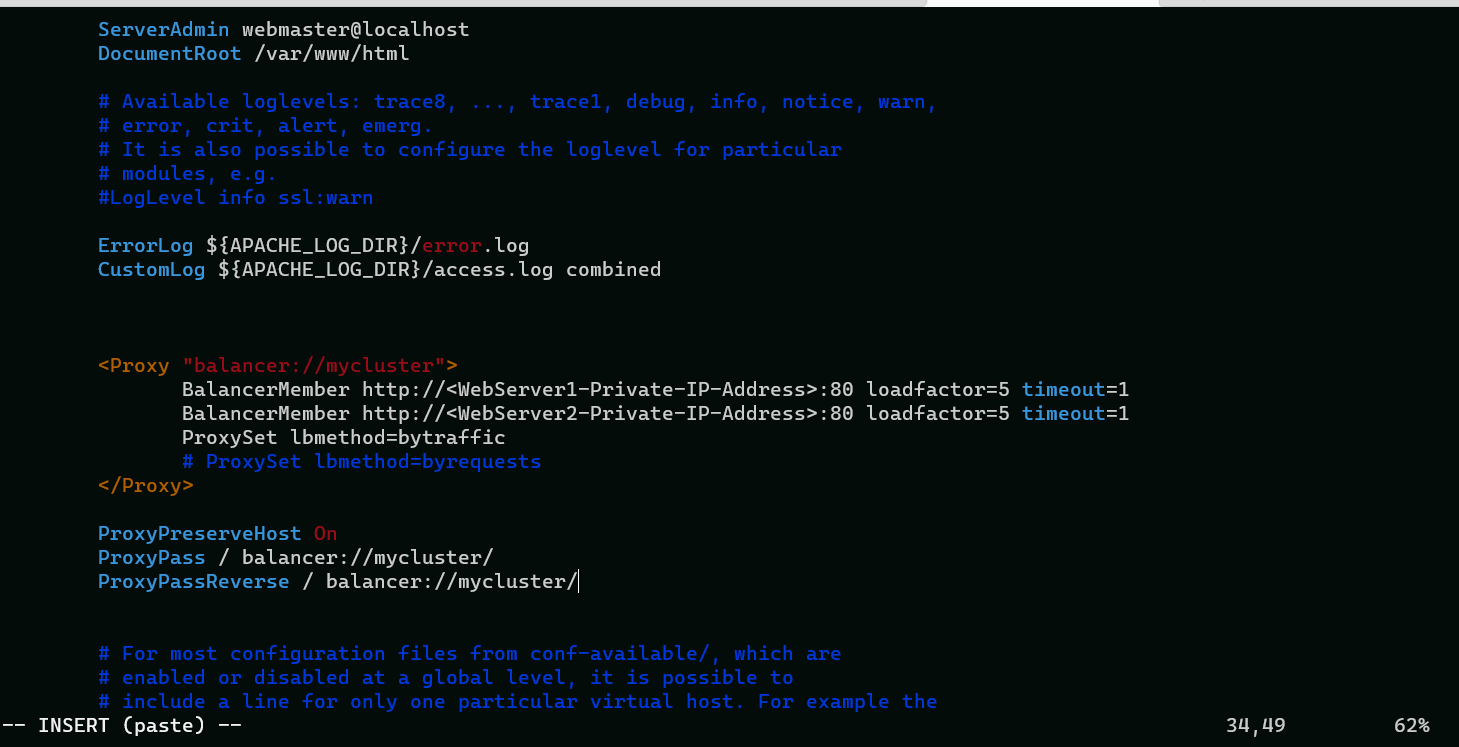 ServerAdmin webmaster@localhost
DocumentRoot /var/www/html
# Available loglevels: trace8, ..., trace1, debug, info, notice, warn,
# error, crit, alert, emerg.
# It is also possible to configure the loglevel for particular
# modules, e.g.
#LogLevel info ssl:warn
ErrorLog ${APACHE_LOG_DIR}/error.log
CustomLog ${APACHE_LOG_DIR}/access.log combined
<Proxy "balancer://mycluster">
BalancerMember http://<WebServer1-Private-IP-Address>:80 loadfactor=5 timeout=1
BalancerMember http://<WebServer2-Private-IP-Address>:80 loadfactor=5 timeout=1
ProxySet lbmethod=bytraffic
# ProxySet lbmethod=byrequests
</Proxy>
ProxyPreserveHost On
ProxyPass / balancer://mycluster/
ProxyPassReverse / balancer://mycluster/
# For most configuration files from conf-available/, which are
# enabled or disabled at a global level, it is possible to
# include a line for only one particular virtual host. For example the
-- INSERT (paste) -- 34,49 62%